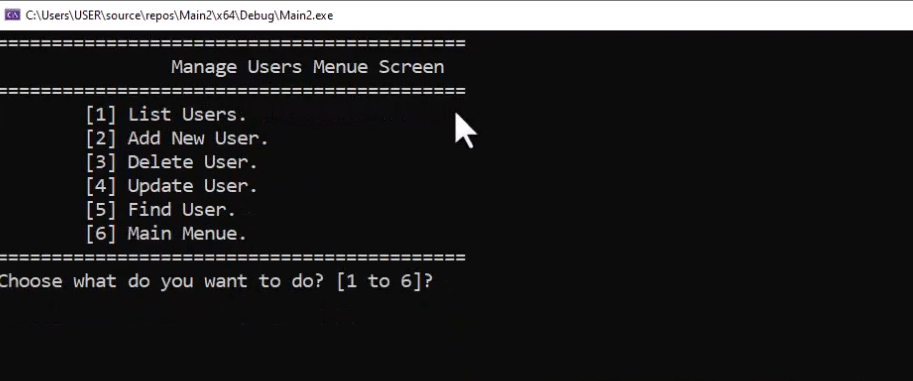 C:\Users\USER\source\repos\Main2\x64\Debug\Main2.exe
===========================================
Manage Users Menue Screen
===========================================
[1] List Users.
[2] Add New User.
[3] Delete User.
[4] Update User.
[5] Find User.
[6] Main Menue.
===========================================
Choose what do you want to do? [1 to 6]?